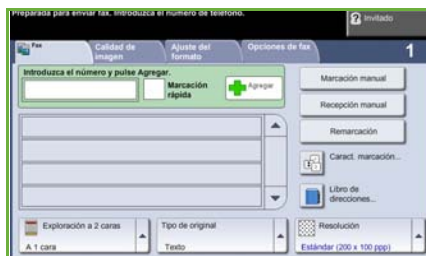 Preparada para enviar fax. Introduzca el número de teléfono.
Invitado
Fax
Calidad de
imagen
Ajuste del
formato
Opciones de fax
1
Introduzca el número y pulse Agregar.
Marcación
rápida
Agregar
Marcación manual
Recepción manual
Remarcación
Caract. marcación...
Libro de
direcciones...
Exploración a 2 caras
A 1 cara
Tipo de original
Texto
Resolución
Estándar (200 x 100 ppp)